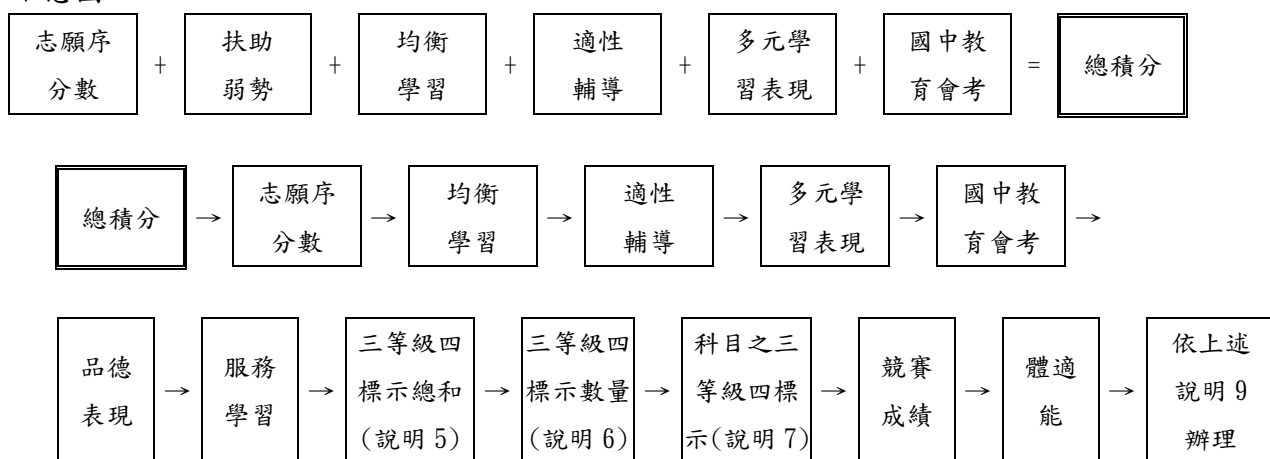 志願序 扶助 均衡 適性 多元學 國中教
分數 + 弱勢 + 學習 + 輔導 + 習表現 + 育會考 = 總積分
總積分 → 志願序 → 均衡 → 適性 → 多元學 → 國中教 →
分數 學習 輔導 習表現 育會考
三等級四 三等級四 科目之三 依上述
品德 → 服務 → 標示總和 → 標示數量 → 等級四標 → 競賽 → 體適 → 說明 9
表現 學習 (說明 5) (說明 6) 示(說明 7) 成績 能 辦理